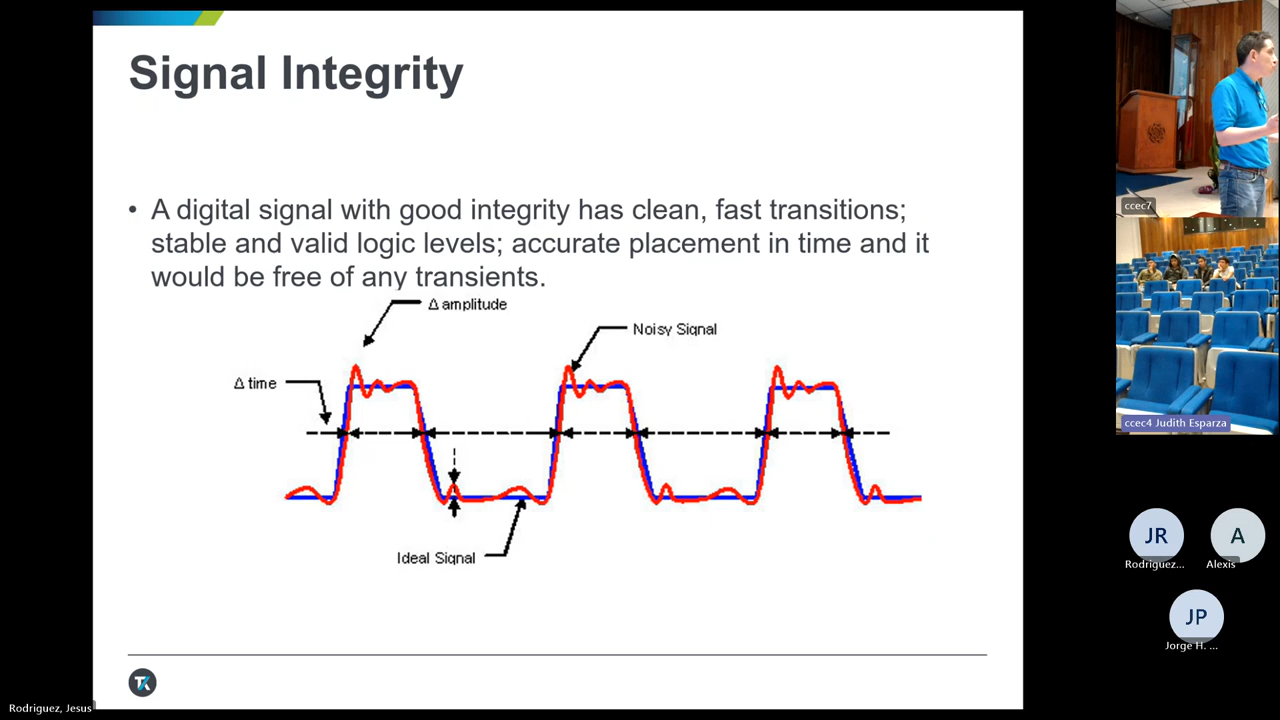 Signal Integrity
• A digital signal with good integrity has clean, fast transitions;
stable and valid logic levels; accurate placement in time and it
would be free of any transients.
Δ amplitude
Noisy Signal
Δ time
Ideal Signal
TK
Rodriguez, Jesus
ccec7
ccec4 Judith Esparza
JR
Rodriguez...
A
Alexis
JP
Jorge H. ...